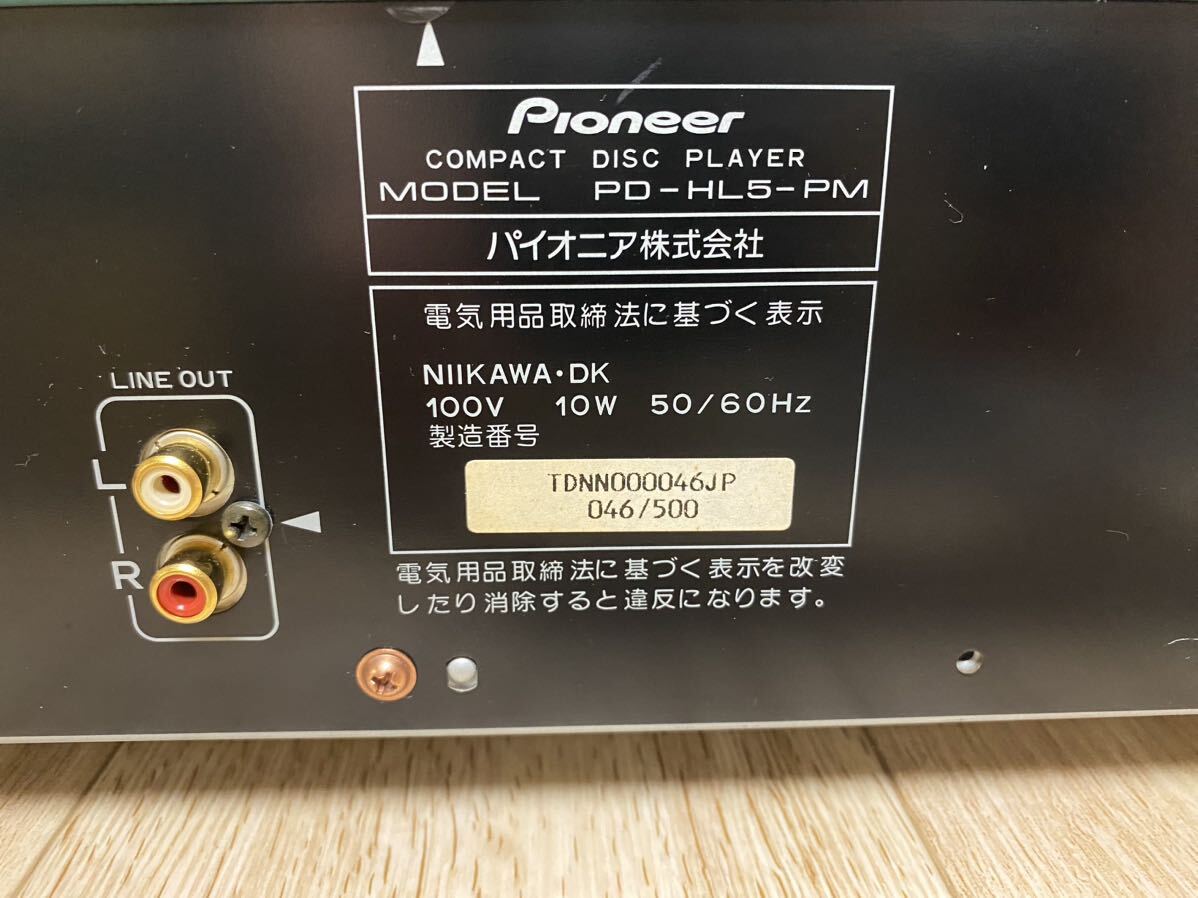 Pioneer
COMPACT DISC PLAYER
MODEL PD-HL5-PM
パイオニア株式会社
電気用品取締法に基づく表示
NIIKAWA・DK
100V 10W 50/60Hz
製造番号
TDNN000046JP
046/500
電気用品取締法に基づく表示を改変
したり消除すると違反になります。
LINE OUT
L
R